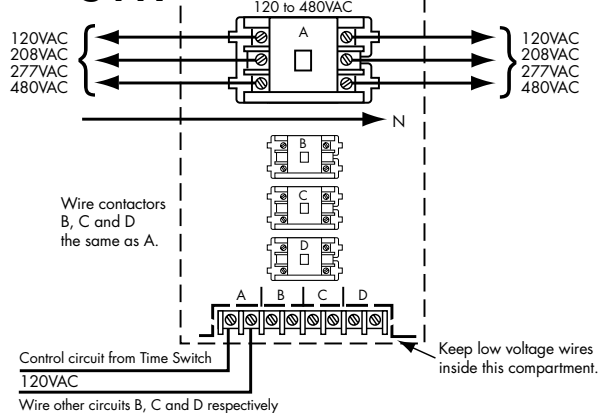 120 to 480VAC
A
120VAC
208VAC
277VAC
480VAC
120VAC
208VAC
277VAC
480VAC
N
B
C
D
Wire contactors
B, C and D
the same as A.
A B C D
Control circuit from Time Switch
120VAC
Wire other circuits B, C and D respectively
Keep low voltage wires
inside this compartment.